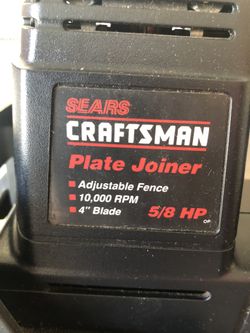 SEARS
CRAFTSMAN
Plate Joiner
Adjustable Fence
10,000 RPM
4" Blade 5/8 HP